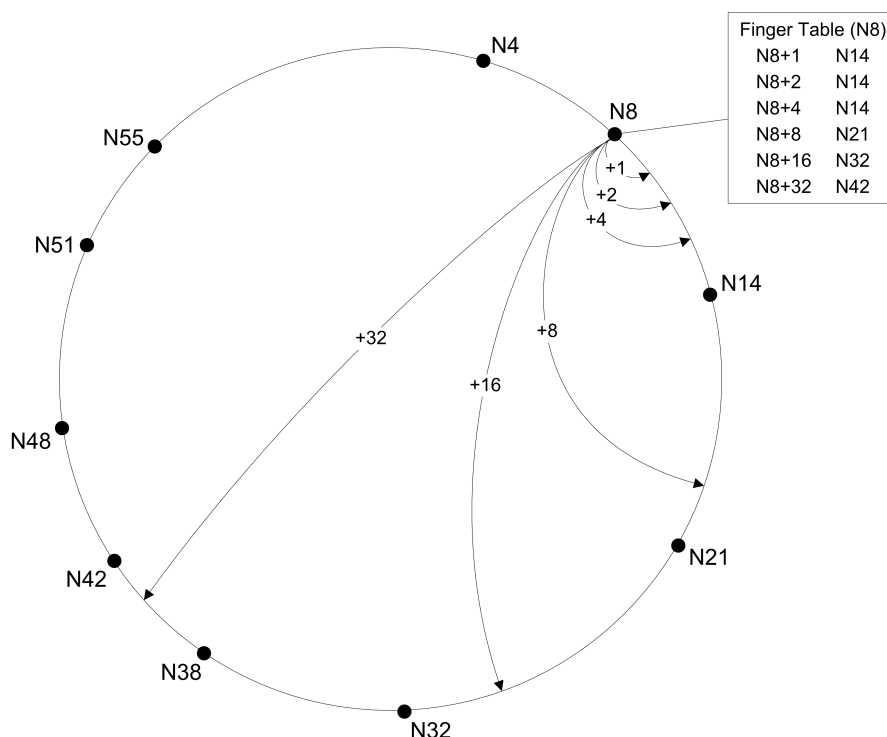 Finger Table (N8)
N8+1 N14
N8+2 N14
N8+4 N14
N8+8 N21
N8+16 N32
N8+32 N42
N4
N8
N55
+1
+2
+4
N51
N14
+8
+32
+16
N48
N21
N42
N38
N32